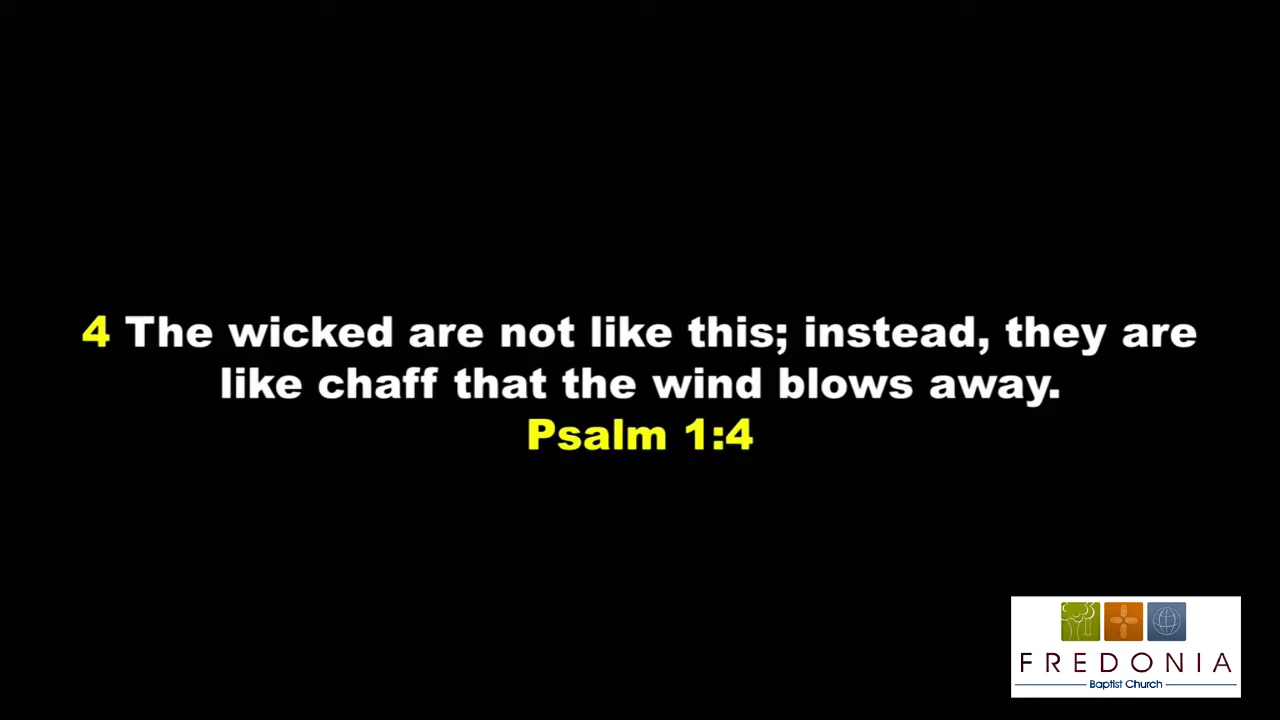 4 The wicked are not like this; instead, they are
like chaff that the wind blows away.
Psalm 1:4
FREDONIA
Baptist Church